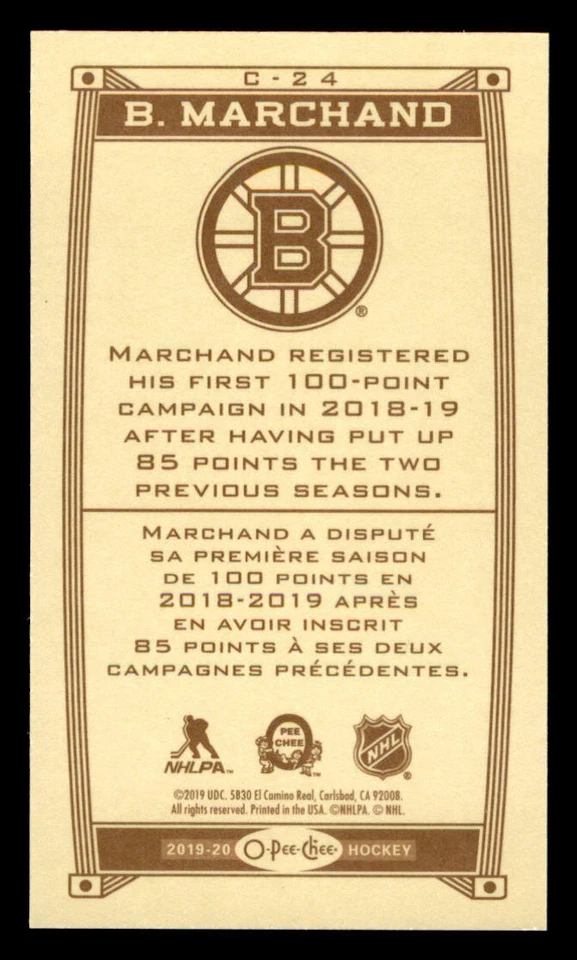 C - 24
B. MARCHAND
B
®
MARCHAND REGISTERED
HIS FIRST 100-POINT
CAMPAIGN IN 2018-19
AFTER HAVING PUT UP
85 POINTS THE TWO
PREVIOUS SEASONS.
MARCHAND A DISPUTÉ
SA PREMIÈRE SAISON
DE 100 POINTS EN
2018-2019 APRÈS
EN AVOIR INSCRIT
85 POINTS À SES DEUX
CAMPAGNES PRÉCÉDENTES.
NHLPA™
O PEE CHEE ™
NHL ®
©2019 UDC. 5830 El Camino Real, Carlsbad, CA 92008.
All rights reserved. Printed in the USA. ©NHLPA. © NHL.
2019-20 O-Pee-Chee® HOCKEY